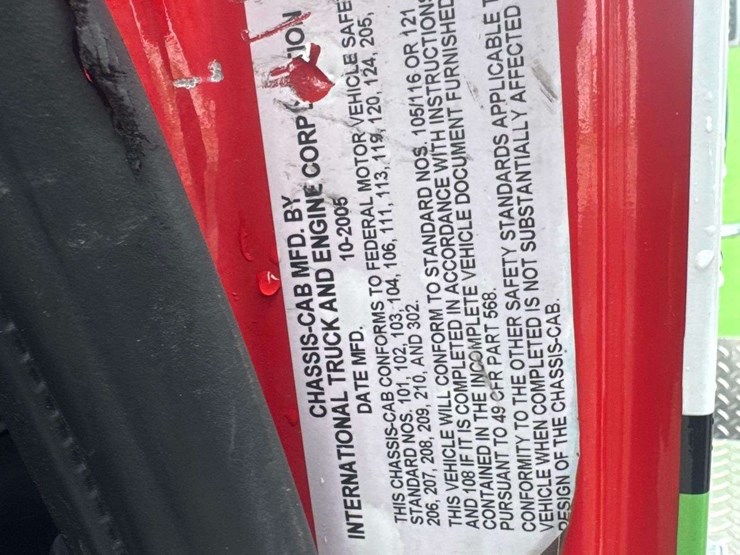 CHASSIS-CAB MFD. BY
INTERNATIONAL TRUCK AND ENGINE CORP
DATE MFD. 10-2005
THIS CHASSIS-CAB CONFORMS TO FEDERAL MOTOR VEHICLE SAFE
STANDARD NOS. 101, 102, 103, 104, 106, 111, 113, 119, 120, 124, 205,
206, 207, 208, 209, 210, AND 302.
THIS VEHICLE WILL CONFORM TO STANDARD NOS. 105/116 OR 121
AND 108 IF IT IS COMPLETED IN ACCORDANCE WITH INSTRUCTIONS
CONTAINED IN THE INCOMPLETE VEHICLE DOCUMENT FURNISHED
PURSUANT TO 49 CFR PART 568.
CONFORMITY TO THE OTHER SAFETY STANDARDS APPLICABLE T
VEHICLE WHEN COMPLETED IS NOT SUBSTANTIALLY AFFECTED
DESIGN OF THE CHASSIS-CAB.